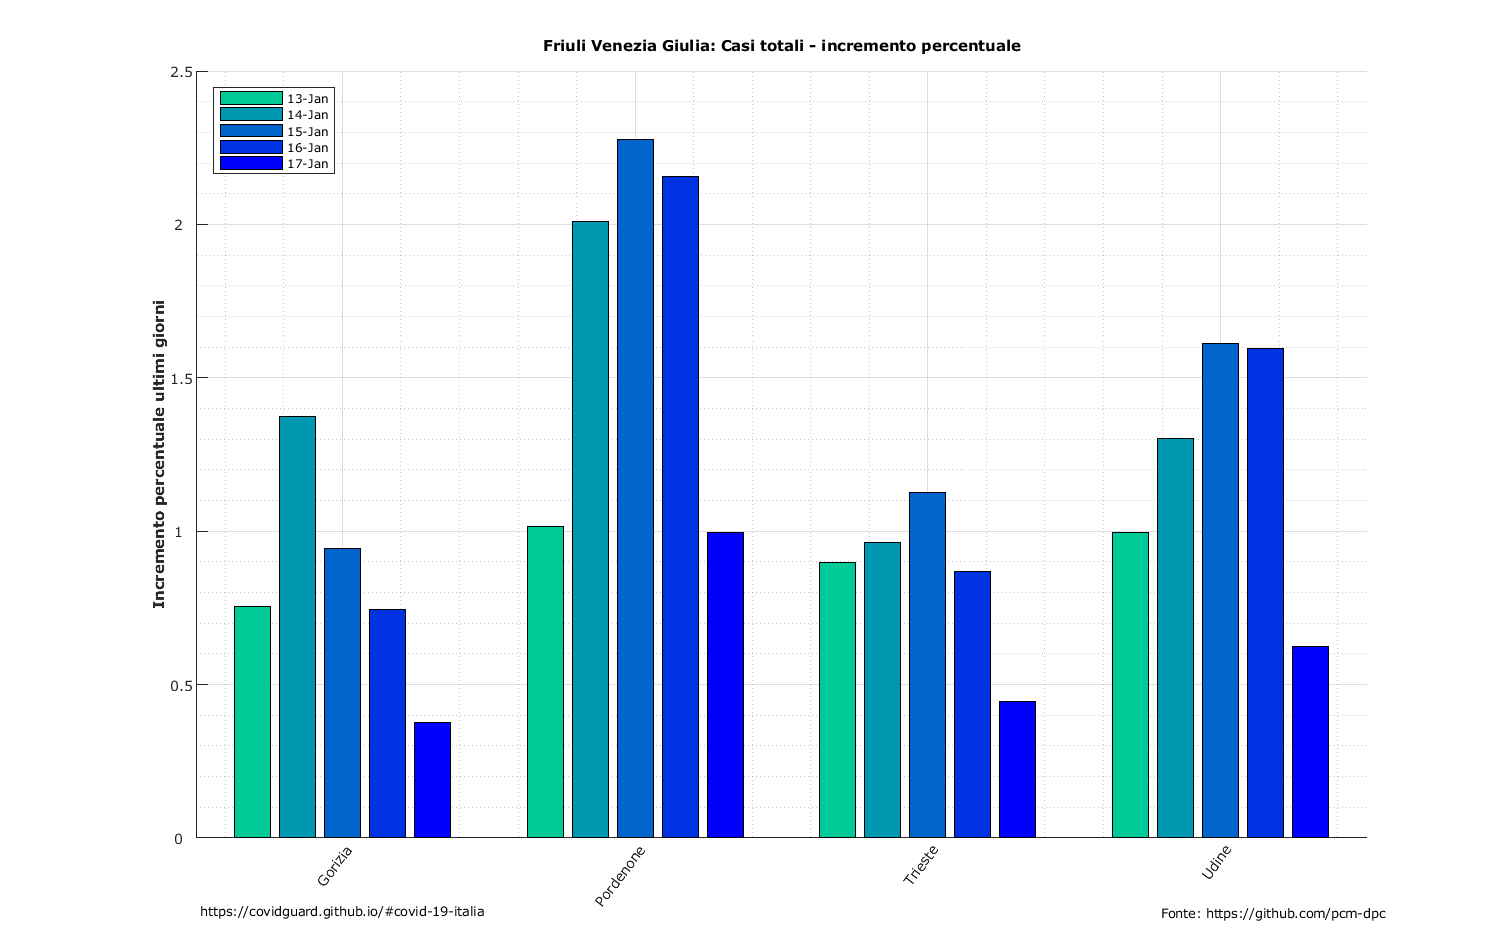 Friuli Venezia Giulia: Casi totali - incremento percentuale
2.5
2
1.5
1
0.5
0
Incremento percentuale ultimi giorni
13-Jan
14-Jan
15-Jan
16-Jan
17-Jan
Gorizia
Pordenone
Trieste
Udine
https://covidguard.github.io/#covid-19-italia
Fonte: https://github.com/pcm-dpc